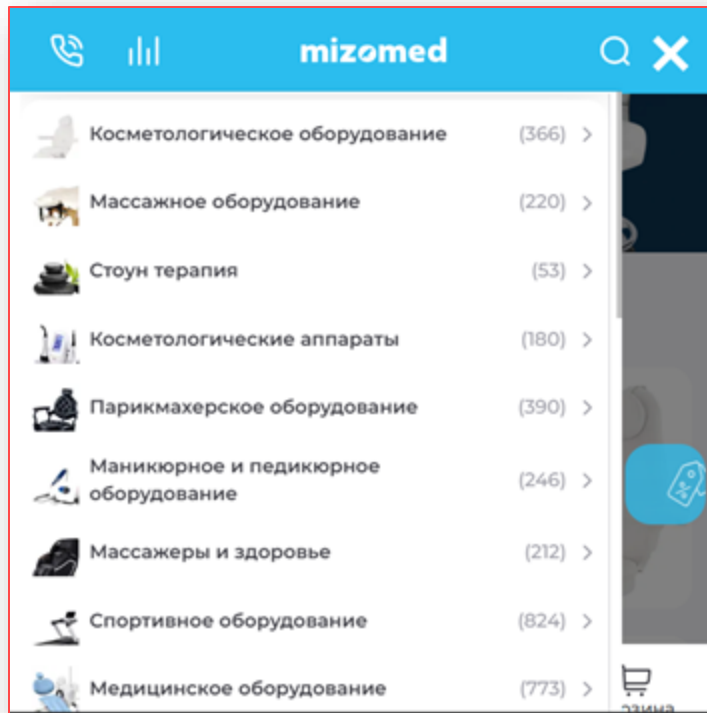 mizomed
Косметологическое оборудование (366)
Массажное оборудование (220)
Стоун терапия (53)
Косметологические аппараты (180)
Парикмахерское оборудование (390)
Маникюрное и педикюрное
оборудование (246)
Массажеры и здоровье (212)
Спортивное оборудование (824)
Медицинское оборудование (773)